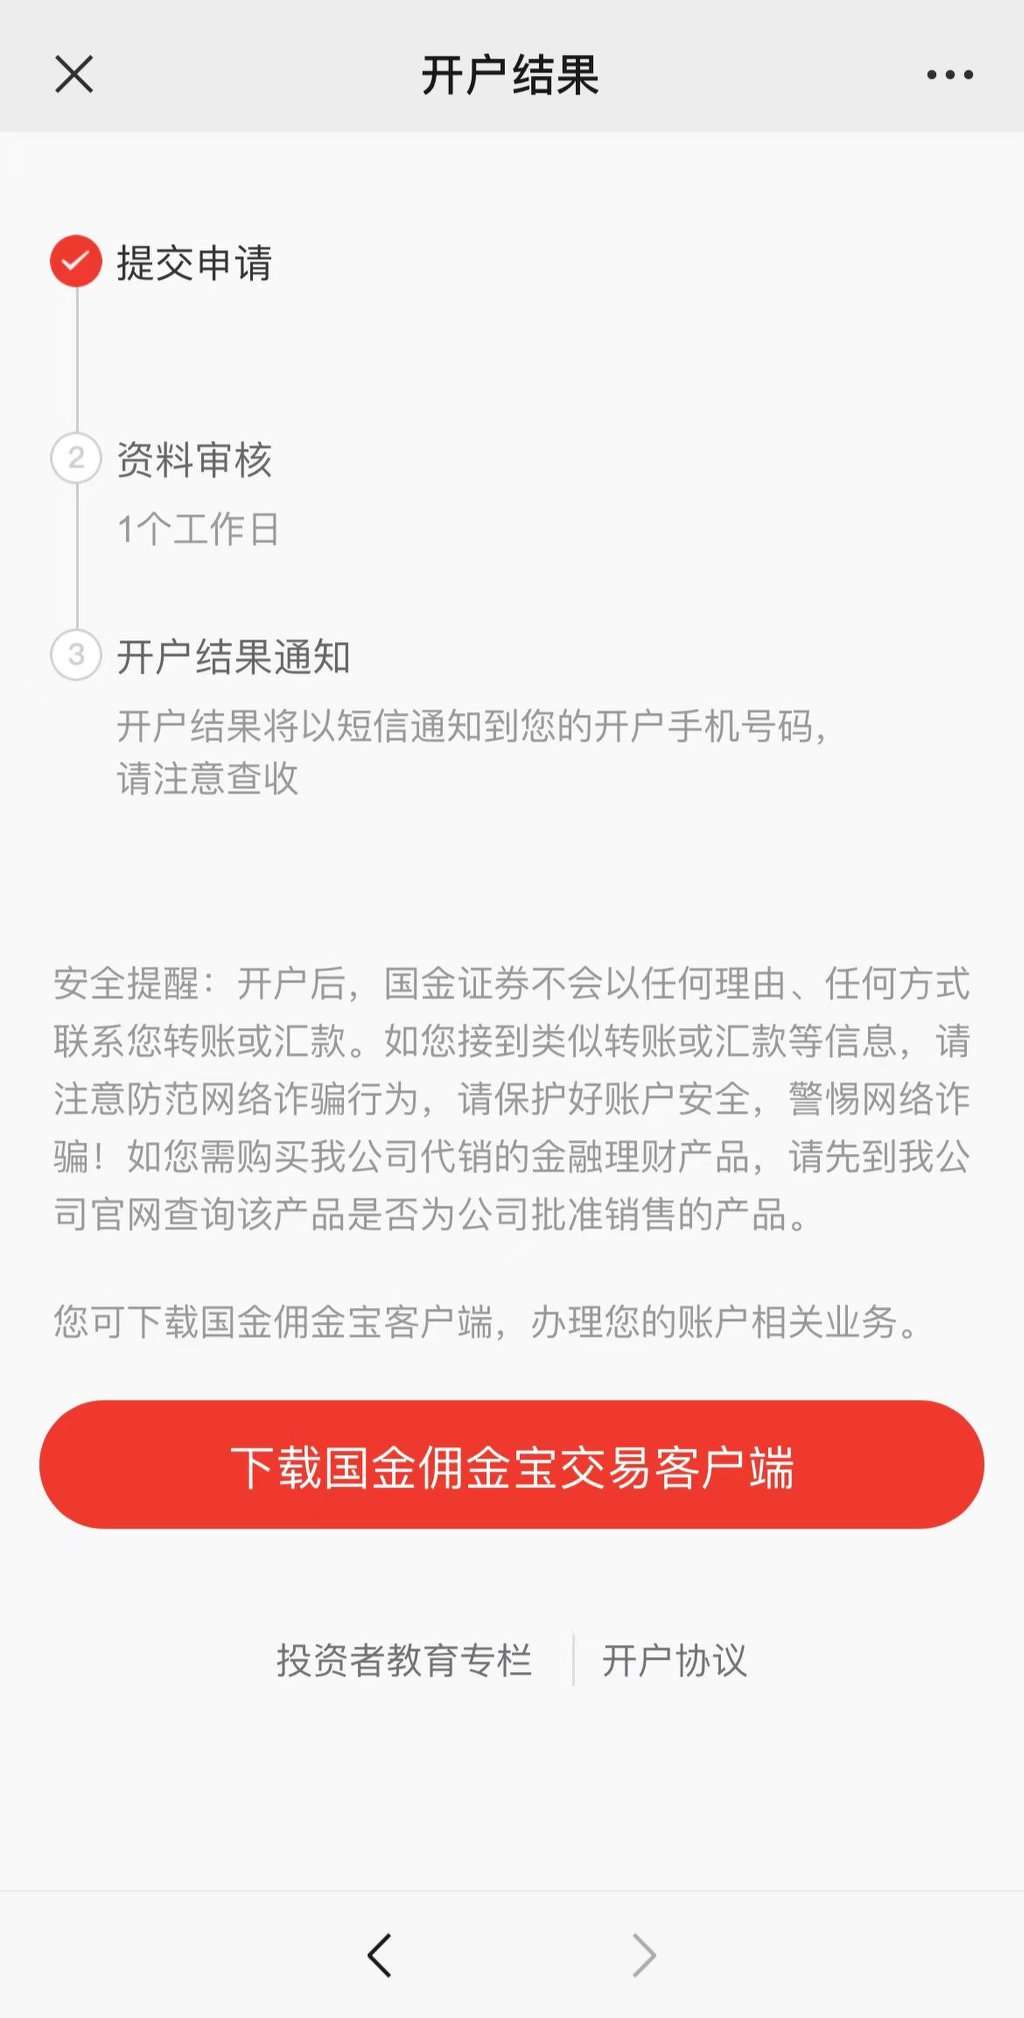 开户结果
提交申请
2
资料审核
1个工作日
3
开户结果通知
开户结果将以短信通知到您的开户手机号码，
请注意查收
安全提醒：开户后，国金证券不会以任何理由、任何方式
联系您转账或汇款。如您接到类似转账或汇款等信息，请
注意防范网络诈骗行为，请保护好账户安全，警惕网络诈
骗！如您需购买我公司代销的金融理财产品，请先到我公
司官网查询该产品是否为公司批准销售的产品。
您可下载国金佣金宝客户端，办理您的账户相关业务。
下载国金佣金宝交易客户端
投资者教育专栏
开户协议